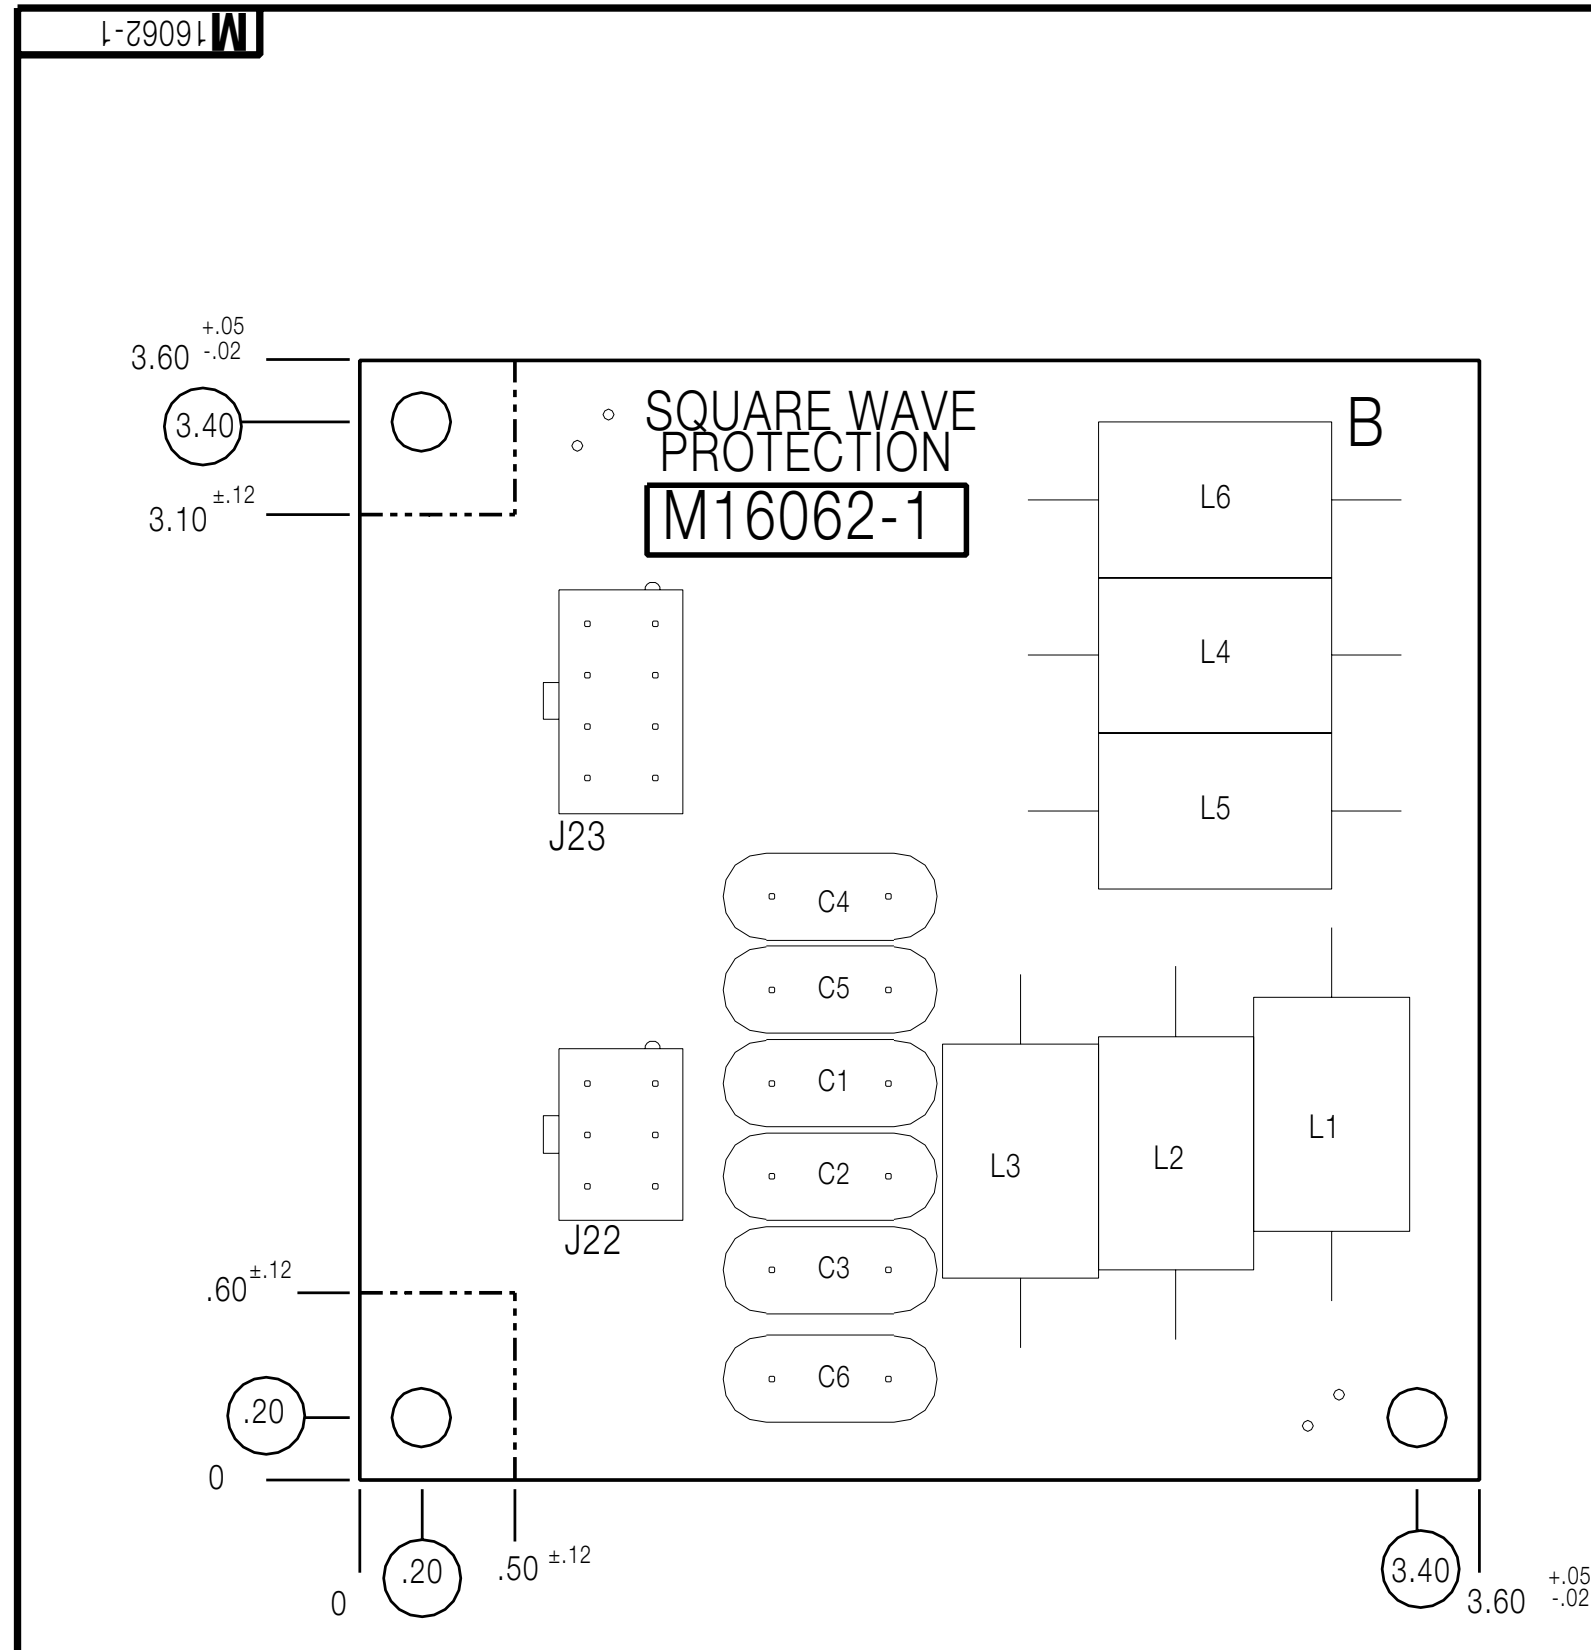 M16062-1
+.05
3.60 -.02
3.40
3.10 ±.12
SQUARE WAVE
PROTECTION
M16062-1
B
L6
L4
L5
J23
C4
C5
C1
C2
C3
C6
L3
L2
L1
J22
.60 ±.12
.20
0
0
.20
.50 ±.12
3.40
3.60 +.05
-.02